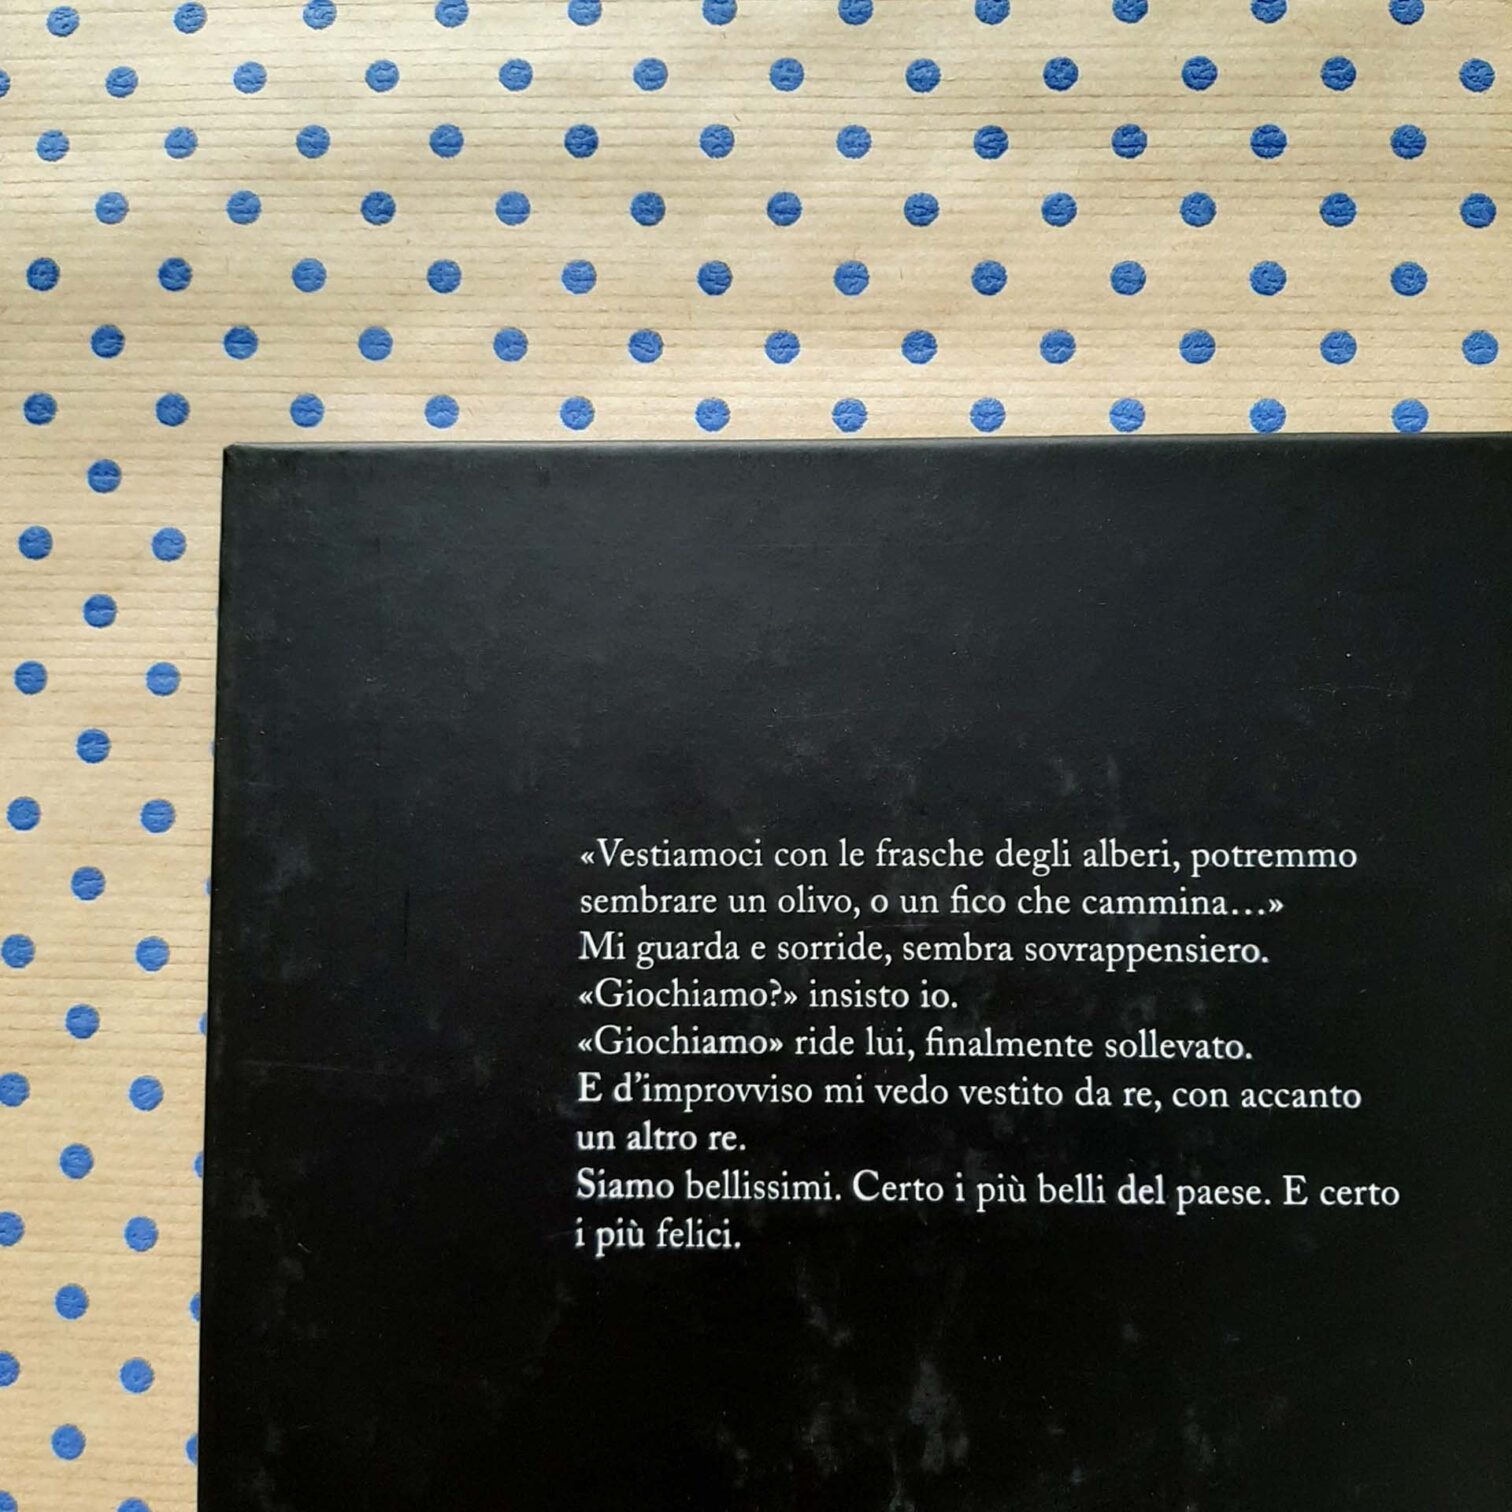 «Vestiamoci con le frasche degli alberi, potremmo
sembrare un olivo, o un fico che cammina...»
Mi guarda e sorride, sembra sovrappensiero.
«Giochiamo?» insisto io.
«Giochiamo» ride lui, finalmente sollevato.
E d'improvviso mi vedo vestito da re, con accanto
un altro re.
Siamo bellissimi. Certo i più belli del paese. E certo
i più felici.